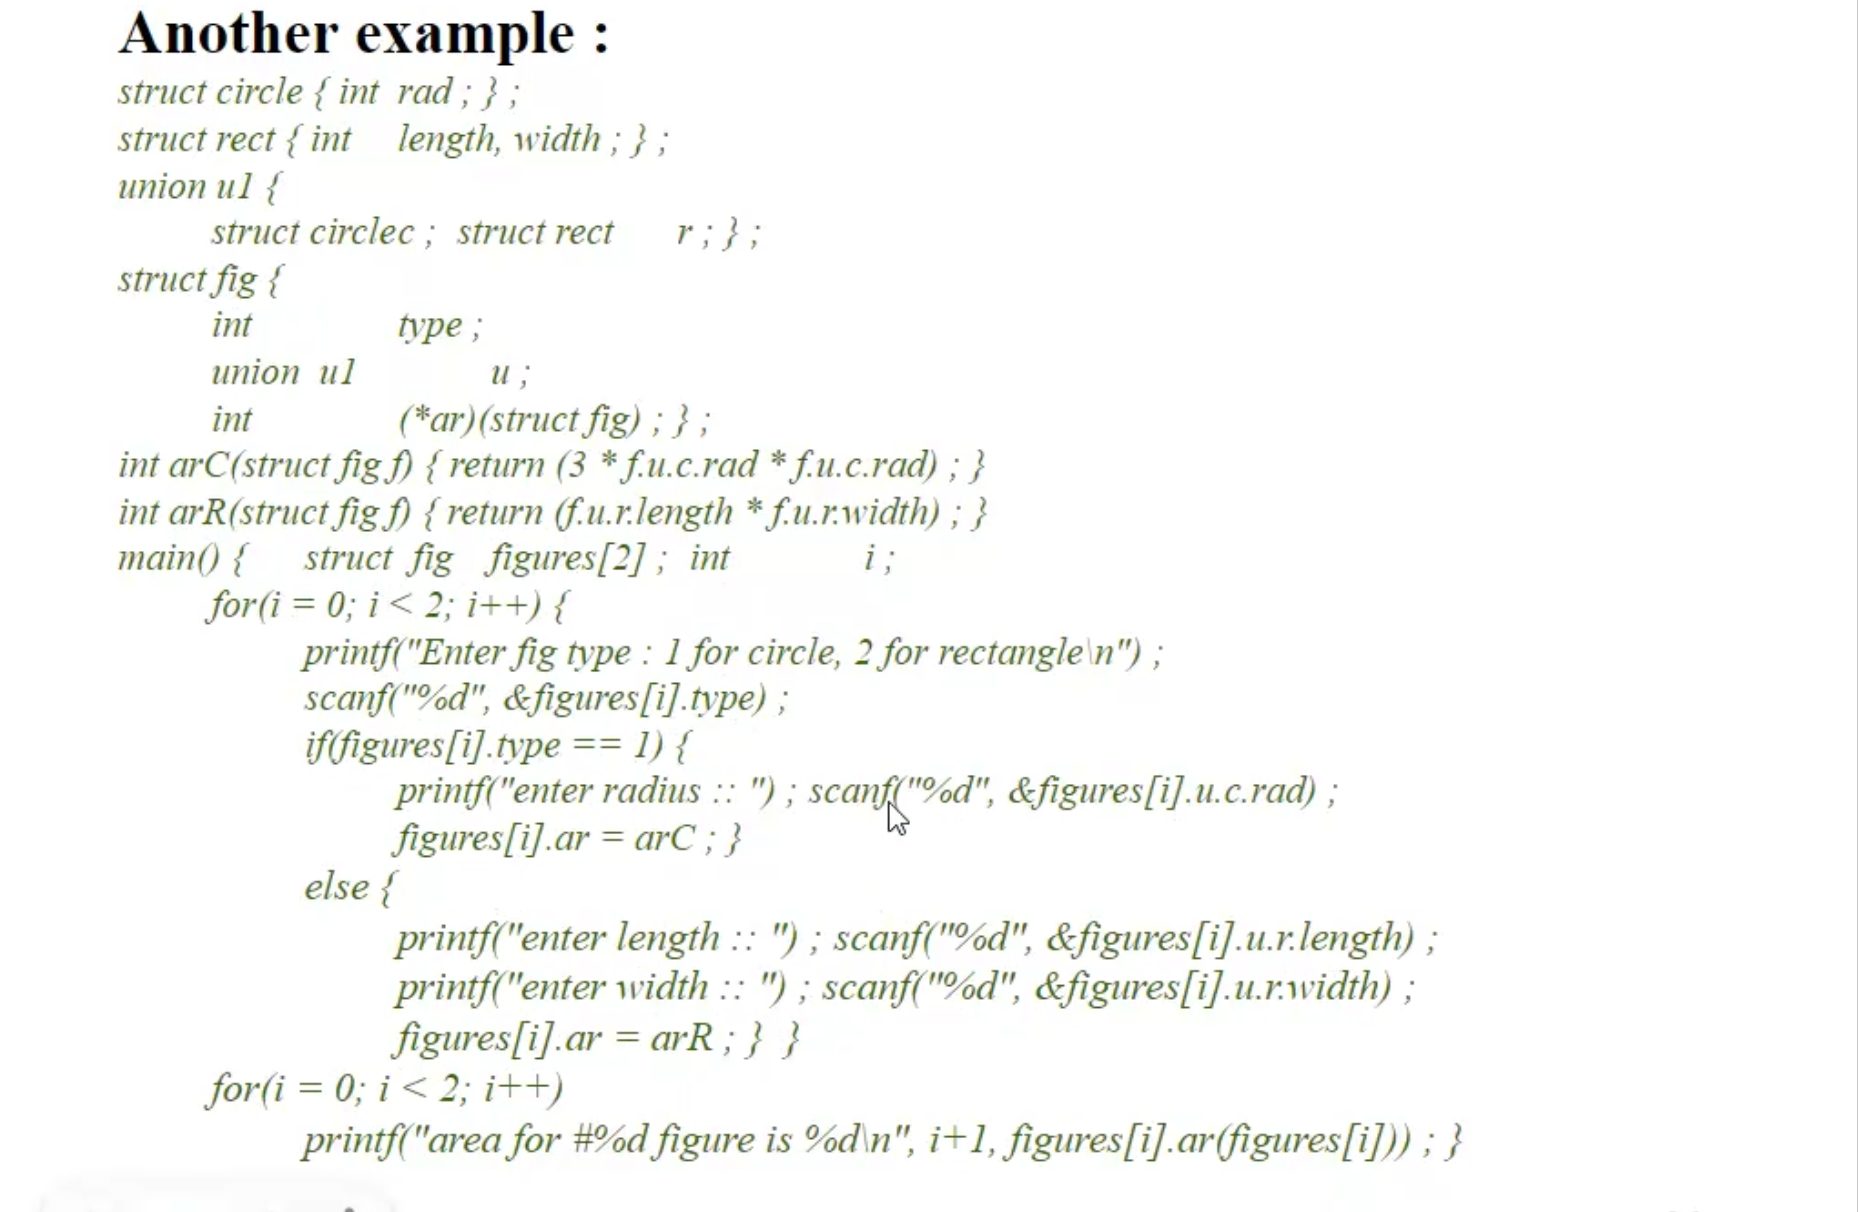 Another example :
struct circle { int rad ; } ;
struct rect { int length, width ; } ;
union u1 {
struct circlec ; struct rect r ; } ;
struct fig {
int type ;
union u1 u ;
int (*ar)(struct fig) ; } ;
int arC(struct fig f) { return (3 * f.u.c.rad * f.u.c.rad) ; }
int arR(struct fig f) { return (f.u.r.length * f.u.r.width) ; }
main() { struct fig figures[2] ; int i ;
for(i = 0; i < 2; i++) {
printf("Enter fig type : 1 for circle, 2 for rectangle\n") ;
scanf("%d", &figures[i].type) ;
if(figures[i].type == 1) {
printf("enter radius :: ") ; scanf("%d", &figures[i].u.c.rad) ;
figures[i].ar = arC ; }
else {
printf("enter length :: ") ; scanf("%d", &figures[i].u.r.length) ;
printf("enter width :: ") ; scanf("%d", &figures[i].u.r.width) ;
figures[i].ar = arR ; } }
for(i = 0; i < 2; i++)
printf("area for #%d figure is %d\n", i+1, figures[i].ar(figures[i])) ; }